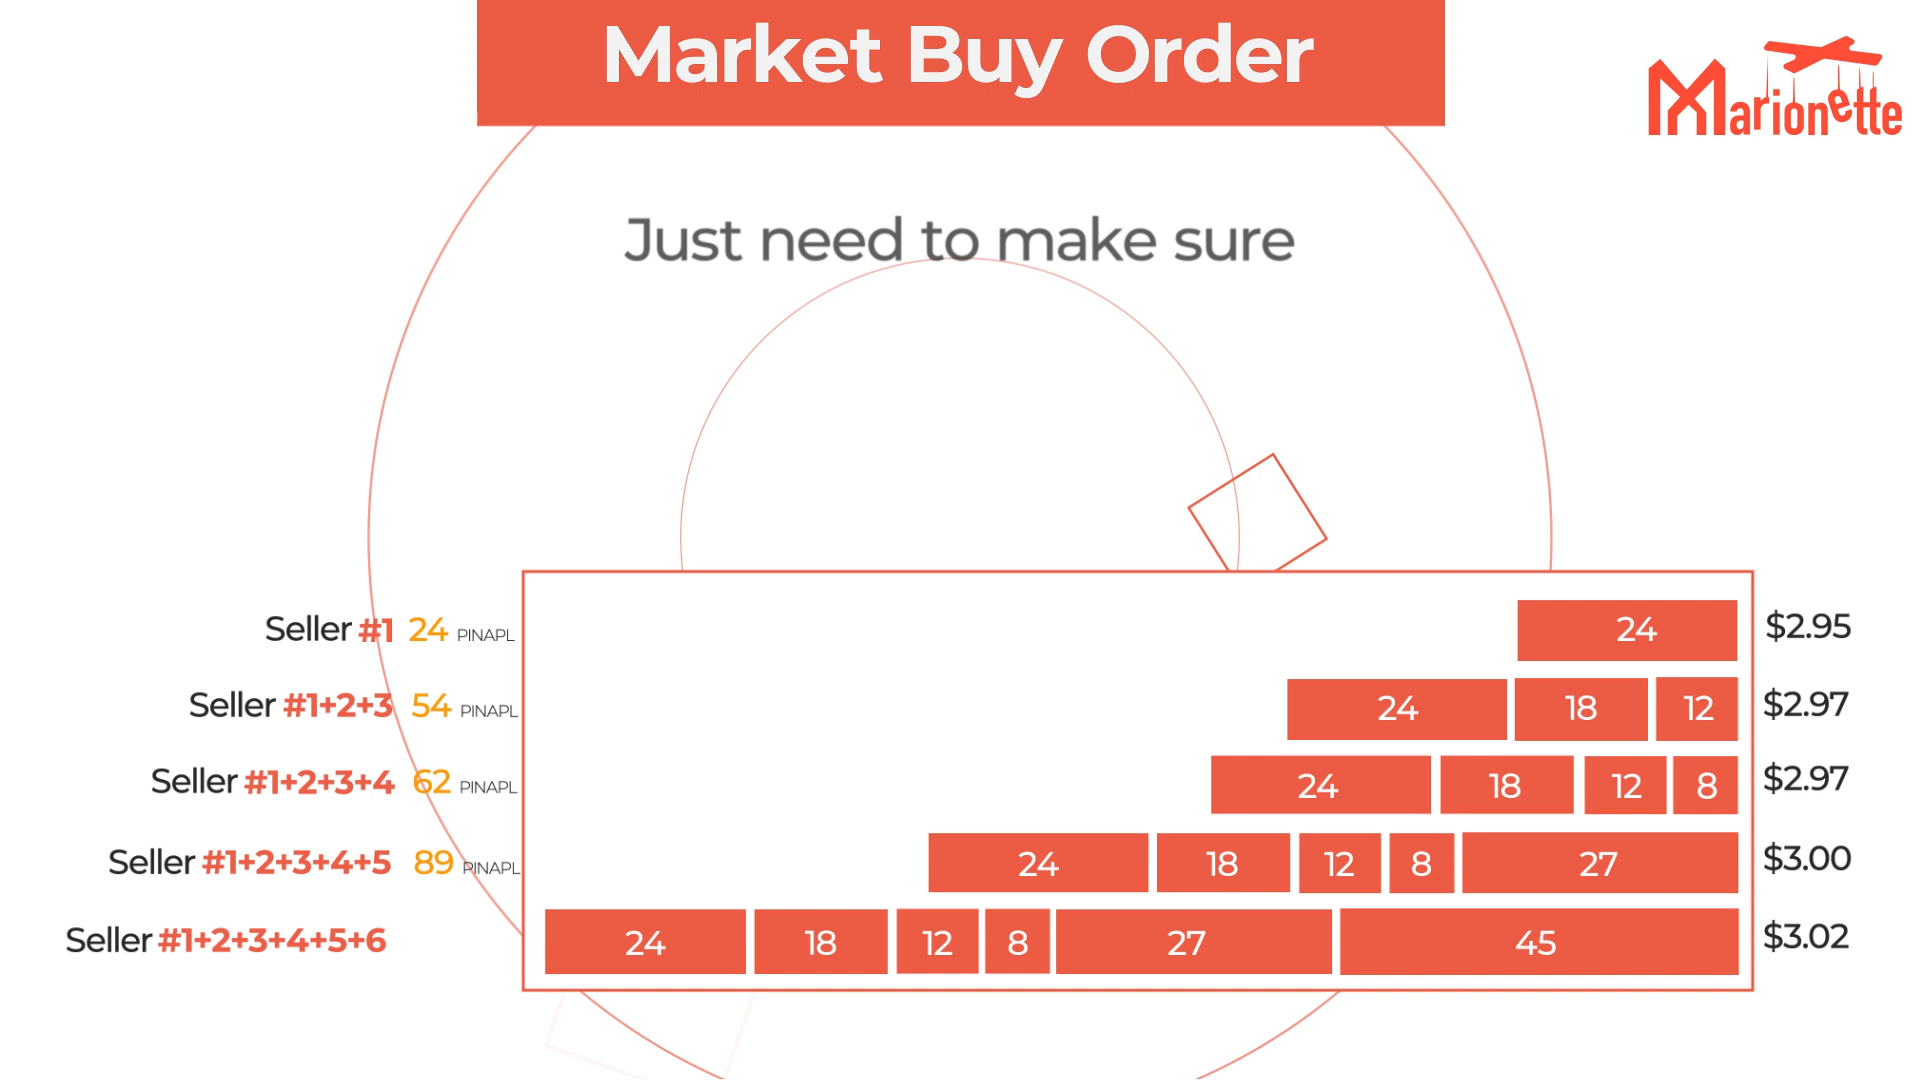 Market Buy Order
Marionette
Just need to make sure
Seller #1 24 PINAPL 24 $2.95
Seller #1+2+3 54 PINAPL 24 18 12 $2.97
Seller #1+2+3+4 62 PINAPL 24 18 12 8 $2.97
Seller #1+2+3+4+5 89 PINAPL 24 18 12 8 27 $3.00
Seller #1+2+3+4+5+6 24 18 12 8 27 45 $3.02